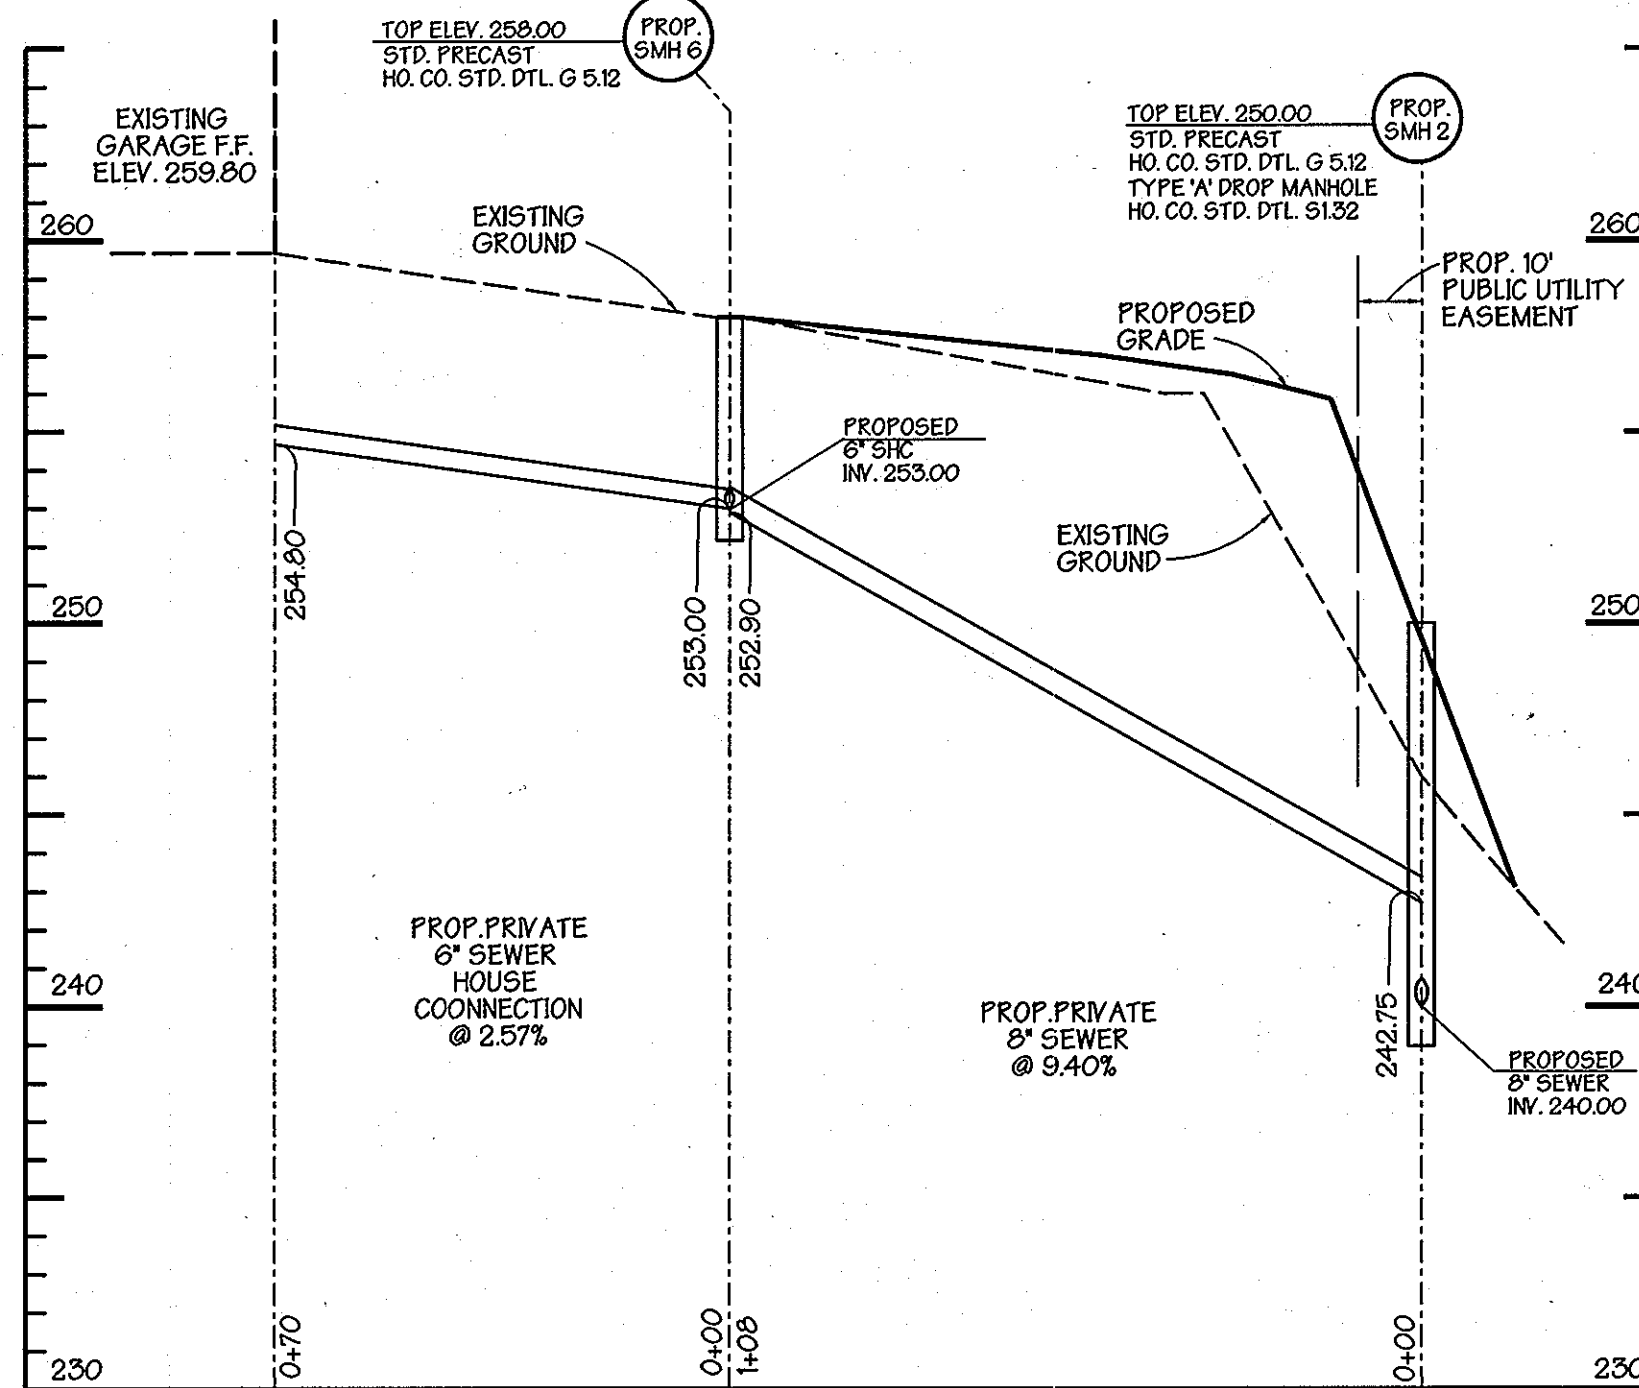 TOP ELEV. 258.00
STD. PRECAST
HO. CO. STD. DTL. G 5.12
PROP.
SMH 6
EXISTING
GARAGE F.F.
ELEV. 259.80
TOP ELEV. 250.00
STD. PRECAST
HO. CO. STD. DTL. G 5.12
TYPE 'A' DROP MANHOLE
HO. CO. STD. DTL. S1.32
PROP.
SMH 2
260
EXISTING
GROUND
260
PROP. 10'
PUBLIC UTILITY
EASEMENT
PROPOSED
GRADE
PROPOSED
6" SHC
INV. 253.00
EXISTING
GROUND
254.80
250
253.00
252.90
250
PROP. PRIVATE
6" SEWER
HOUSE
COONNECTION
@ 2.57%
240
PROP. PRIVATE
8" SEWER
@ 9.40%
242.75
240
PROPOSED
8" SEWER
INV. 240.00
230
0+70
0+00
1+08
0+00
230